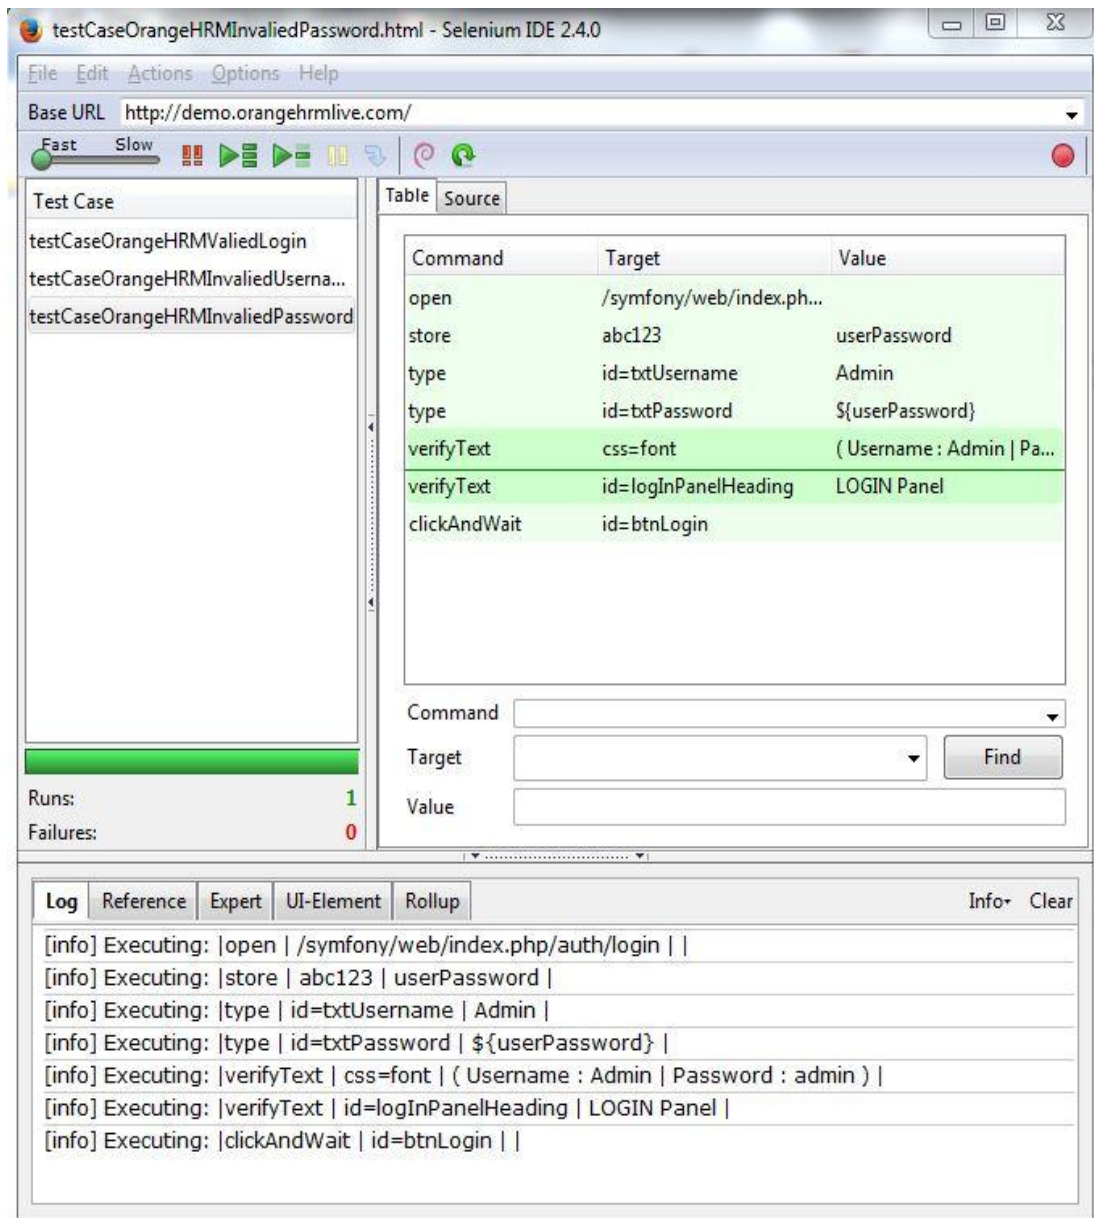 testCaseOrangeHRMInvaliedPassword.html - Selenium IDE 2.4.0
File Edit Actions Options Help
Base URL http://demo.orangehrmlive.com/
Fast Slow
Test Case
testCaseOrangeHRMValiedLogin
testCaseOrangeHRMInvaliedUserna...
testCaseOrangeHRMInvaliedPassword
Runs: 1
Failures: 0
Table Source
Command Target Value
open /symfony/web/index.ph...
store abc123 userPassword
type id=txtUsername Admin
type id=txtPassword ${userPassword}
verifyText css=font ( Username : Admin | Pa...
verifyText id=logInPanelHeading LOGIN Panel
clickAndWait id=btnLogin
Command
Target Find
Value
Log Reference Expert UI-Element Rollup Info Clear
[info] Executing: |open | /symfony/web/index.php/auth/login | |
[info] Executing: |store | abc123 | userPassword |
[info] Executing: |type | id=txtUsername | Admin |
[info] Executing: |type | id=txtPassword | ${userPassword} |
[info] Executing: |verifyText | css=font | ( Username : Admin | Password : admin ) |
[info] Executing: |verifyText | id=logInPanelHeading | LOGIN Panel |
[info] Executing: |clickAndWait | id=btnLogin | |